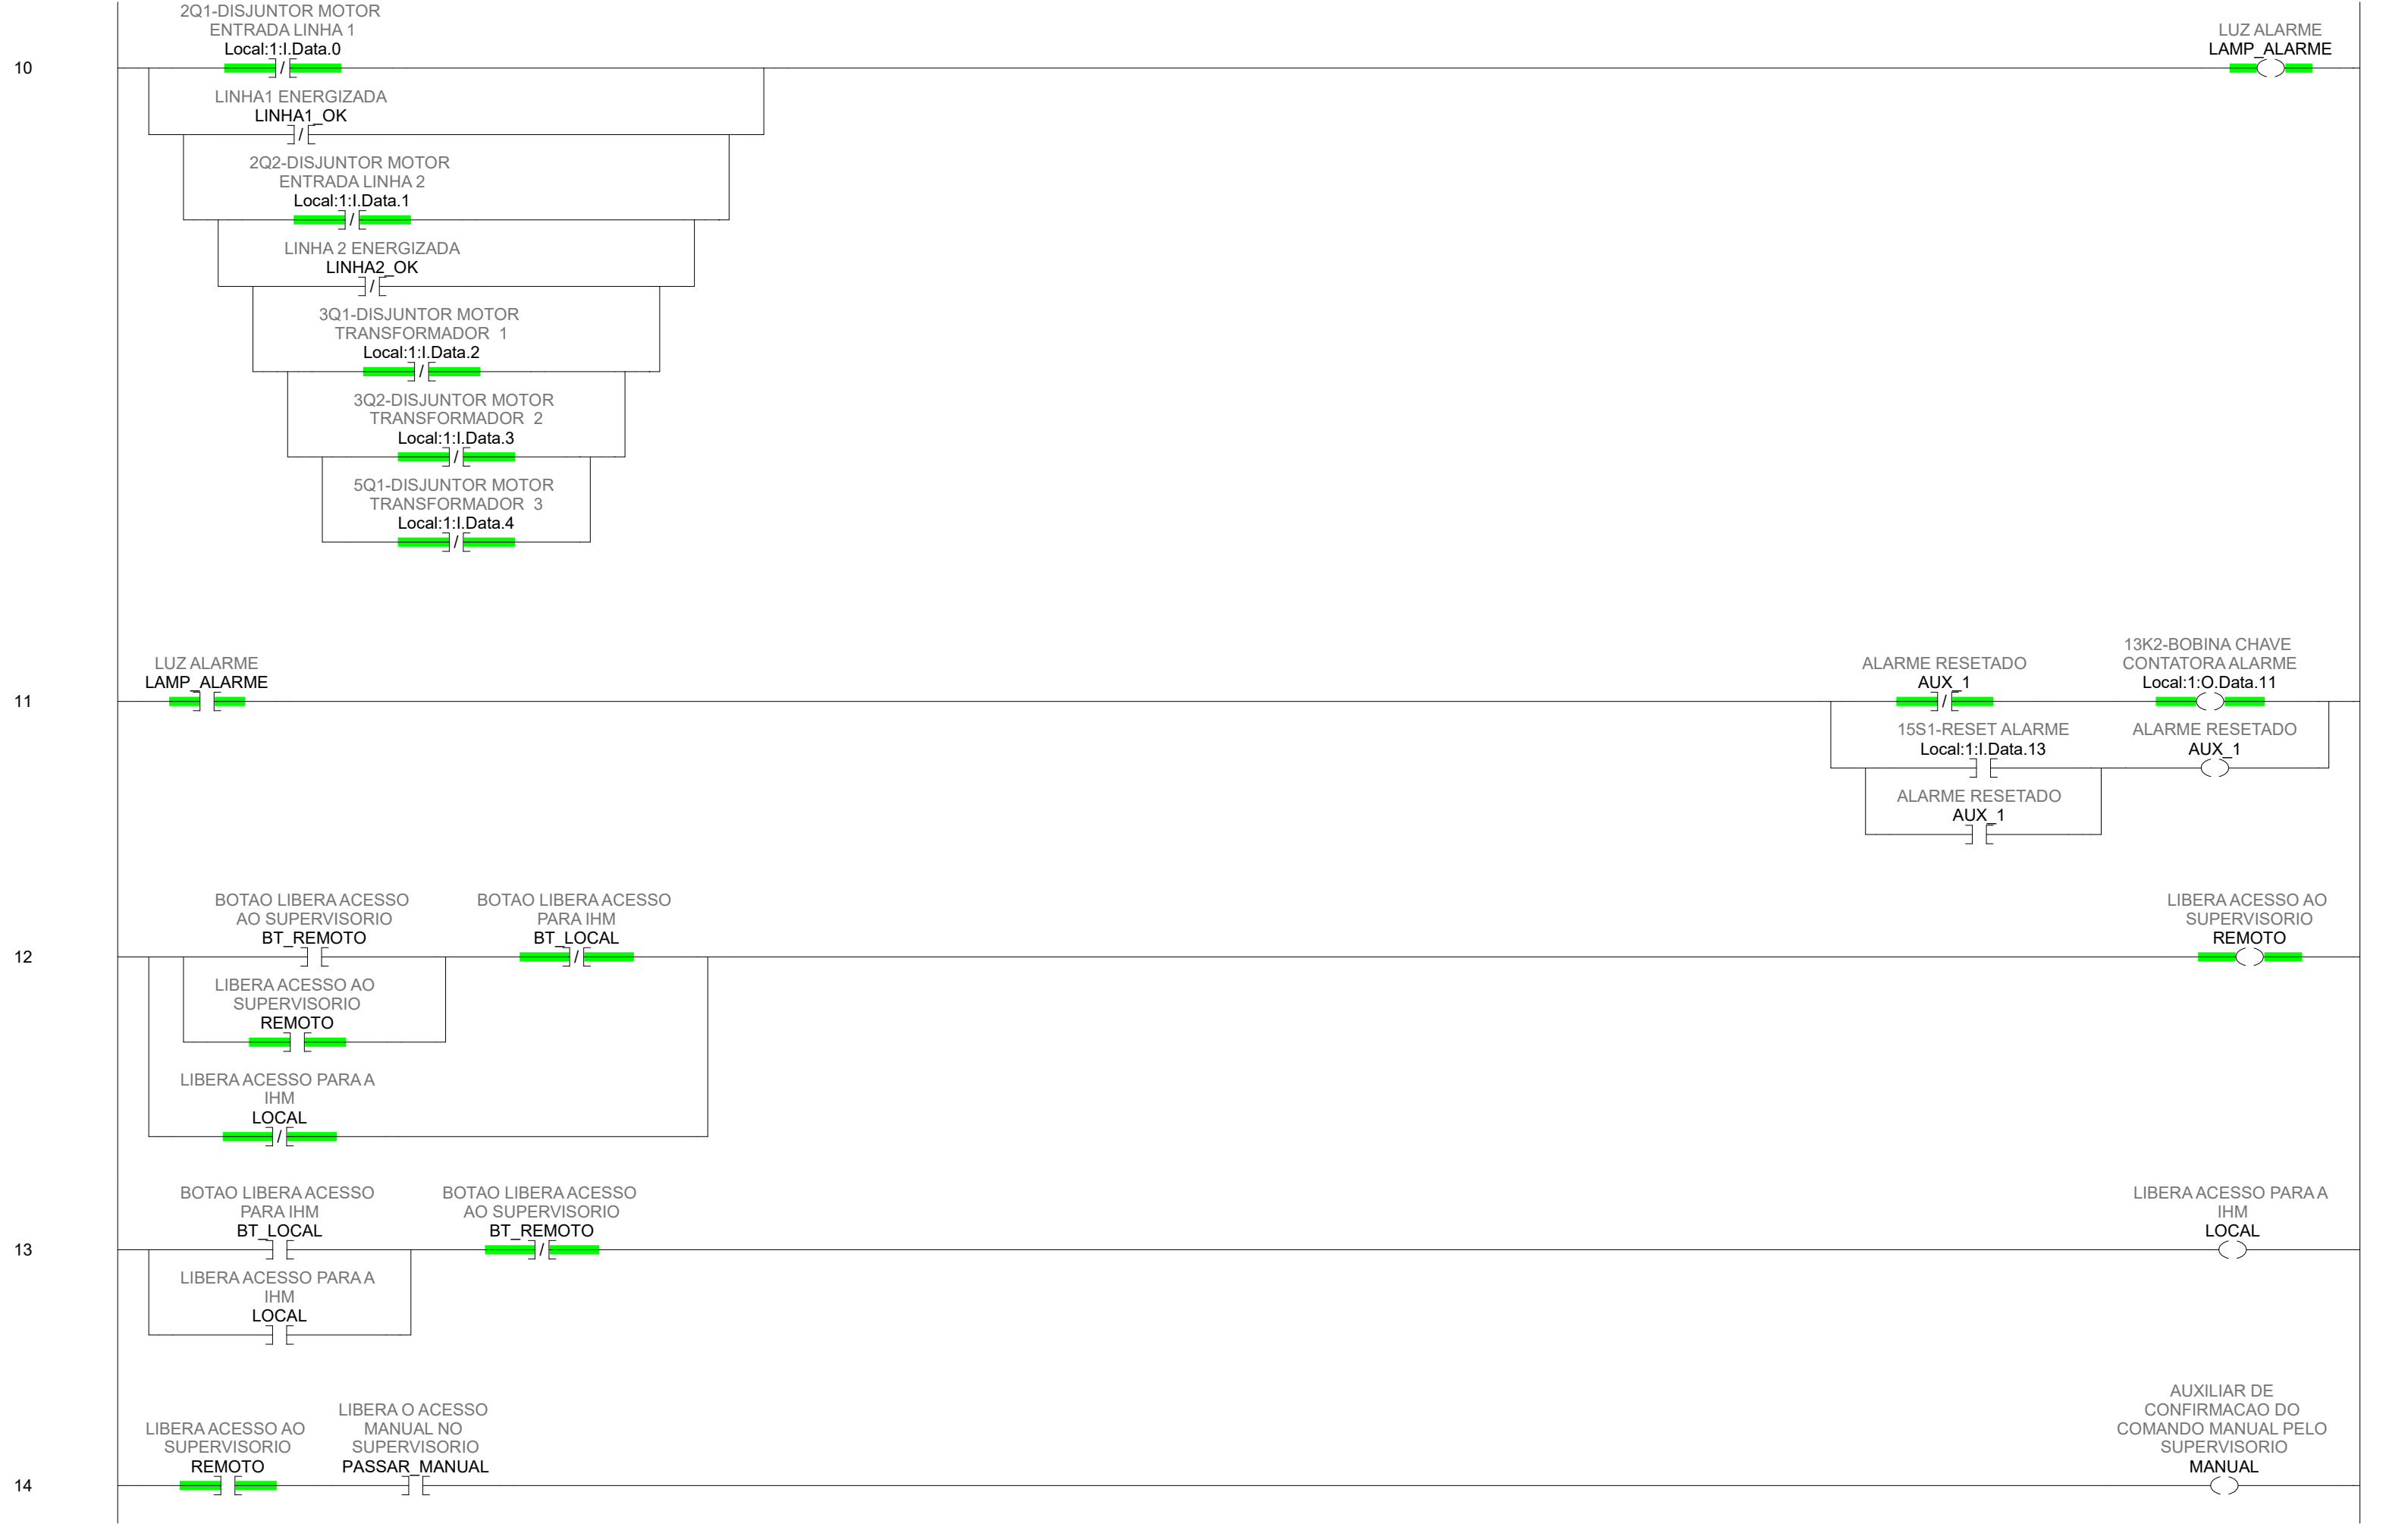 2Q1-DISJUNTOR MOTOR
ENTRADA LINHA 1
Local:1:I.Data.0
LUZ ALARME
LAMP_ALARME
10
LINHA1 ENERGIZADA
LINHA1_OK
2Q2-DISJUNTOR MOTOR
ENTRADA LINHA 2
Local:1:I.Data.1
LINHA 2 ENERGIZADA
LINHA2_OK
3Q1-DISJUNTOR MOTOR
TRANSFORMADOR  1
Local:1:I.Data.2
3Q2-DISJUNTOR MOTOR
TRANSFORMADOR  2
Local:1:I.Data.3
5Q1-DISJUNTOR MOTOR
TRANSFORMADOR  3
Local:1:I.Data.4
LUZ ALARME
LAMP_ALARME
ALARME RESETADO
AUX_1
13K2-BOBINA CHAVE
CONTATORA ALARME
Local:1:O.Data.11
11
15S1-RESET ALARME
Local:1:I.Data.13
ALARME RESETADO
AUX_1
ALARME RESETADO
AUX_1
BOTAO LIBERA ACESSO
AO SUPERVISORIO
BT_REMOTO
BOTAO LIBERA ACESSO
PARA IHM
BT_LOCAL
LIBERA ACESSO AO
SUPERVISORIO
REMOTO
12
LIBERA ACESSO AO
SUPERVISORIO
REMOTO
LIBERA ACESSO PARA A
IHM
LOCAL
BOTAO LIBERA ACESSO
PARA IHM
BT_LOCAL
BOTAO LIBERA ACESSO
AO SUPERVISORIO
BT_REMOTO
LIBERA ACESSO PARA A
IHM
LOCAL
13
LIBERA ACESSO PARA A
IHM
LOCAL
LIBERA ACESSO AO
SUPERVISORIO
REMOTO
LIBERA O ACESSO
MANUAL NO
SUPERVISORIO
PASSAR_MANUAL
AUXILIAR DE
CONFIRMACAO DO
COMANDO MANUAL PELO
SUPERVISORIO
MANUAL
14